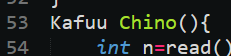 52 }
53 Kafuu Chino(){
54 int n=read()